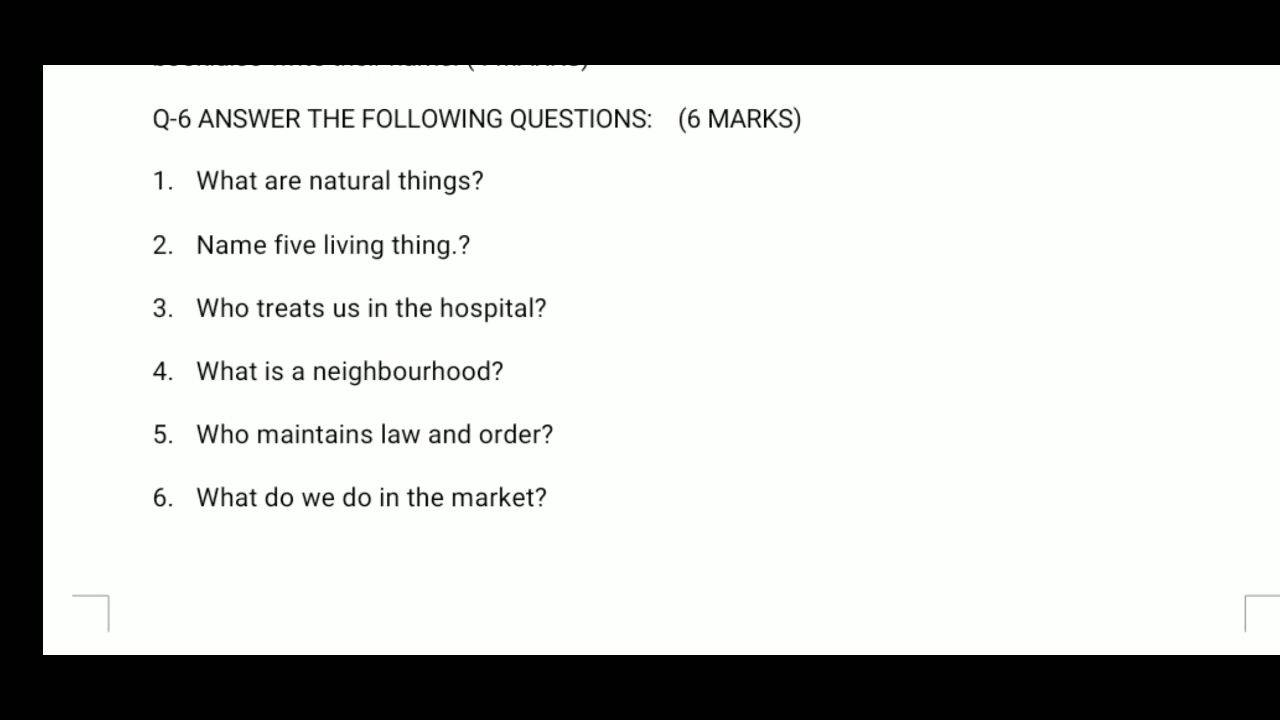 Q-6 ANSWER THE FOLLOWING QUESTIONS: (6 MARKS)
1. What are natural things?
2. Name five living thing.?
3. Who treats us in the hospital?
4. What is a neighbourhood?
5. Who maintains law and order?
6. What do we do in the market?